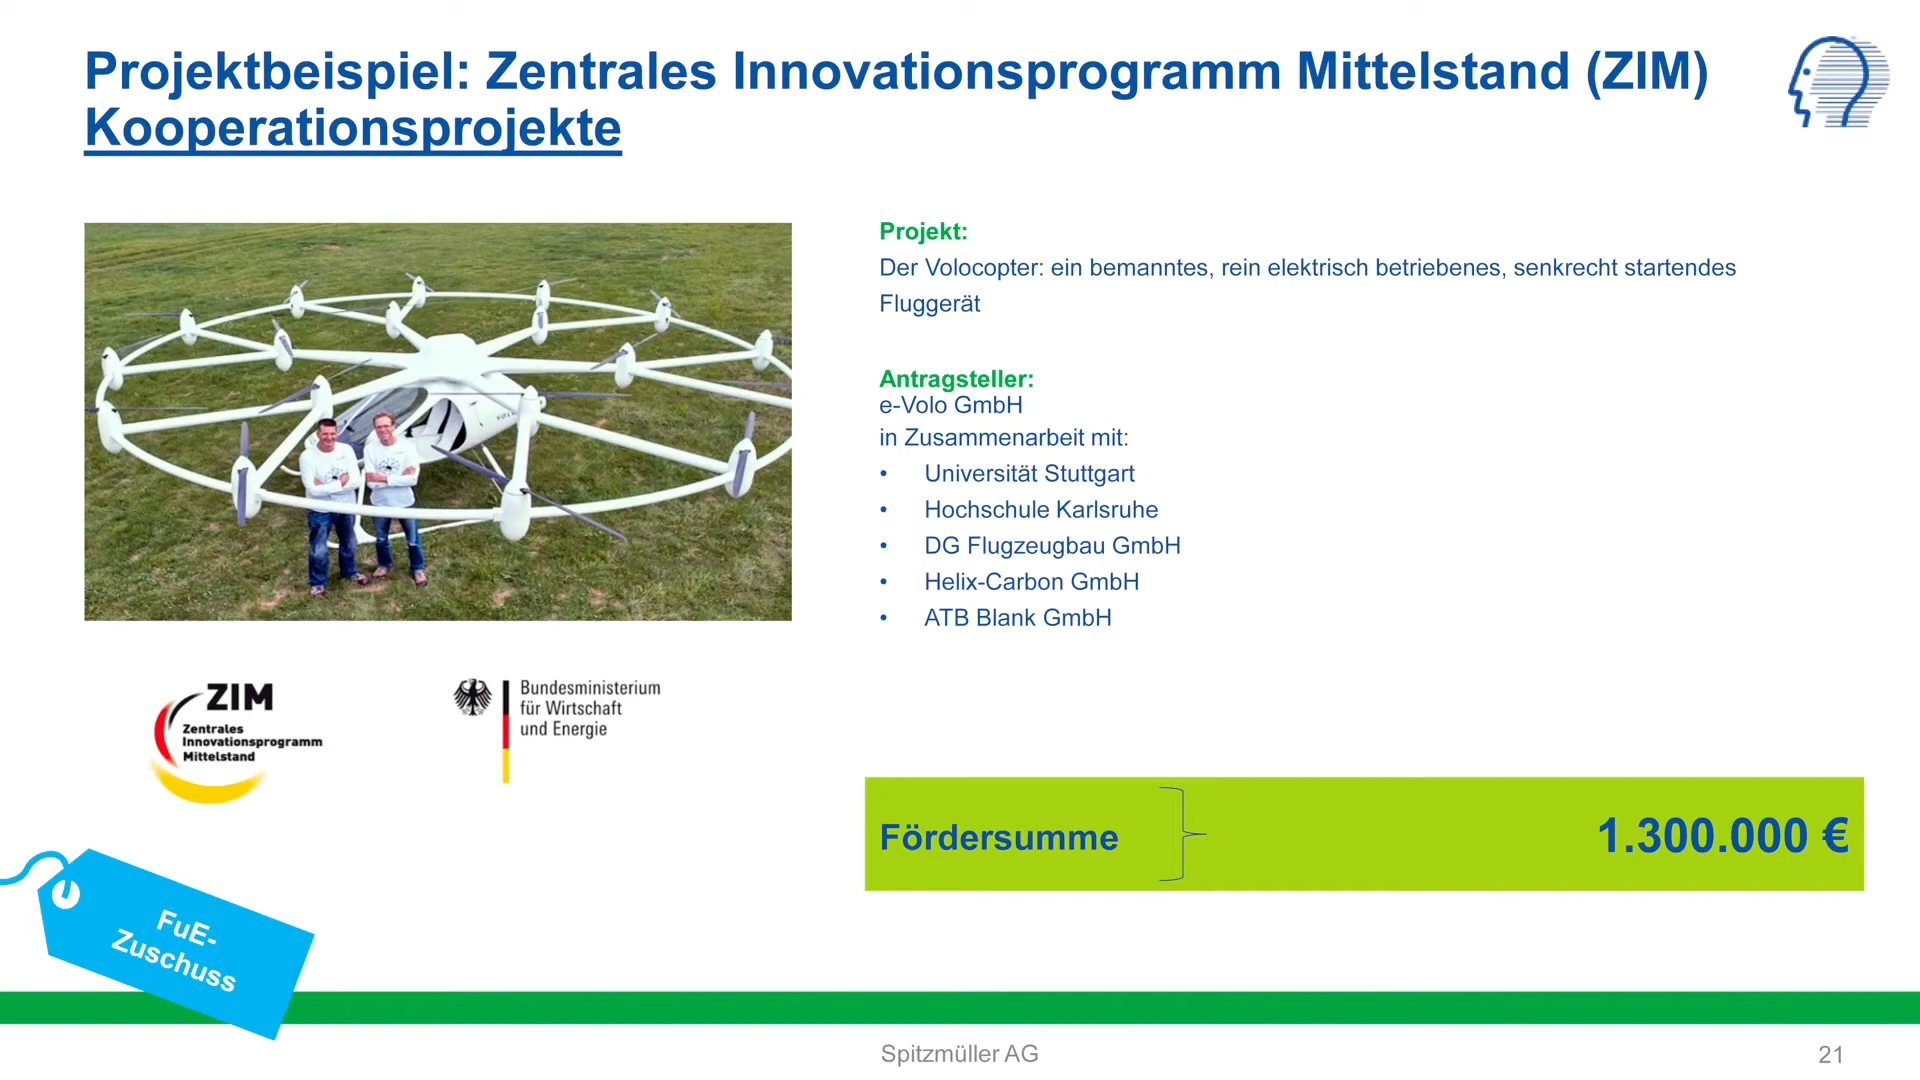 Projektbeispiel: Zentrales Innovationsprogramm Mittelstand (ZIM)
Kooperationsprojekte
Projekt:
Der Volocopter: ein bemanntes, rein elektrisch betriebenes, senkrecht startendes
Fluggerät
Antragsteller:
e-Volo GmbH
in Zusammenarbeit mit:
• Universität Stuttgart
• Hochschule Karlsruhe
• DG Flugzeugbau GmbH
• Helix-Carbon GmbH
• ATB Blank GmbH
ZIM
Zentrales
Innovationsprogramm
Mittelstand
Bundesministerium
für Wirtschaft
und Energie
Fördersumme 1.300.000 €
FuE-
Zuschuss
Spitzmüller AG
21